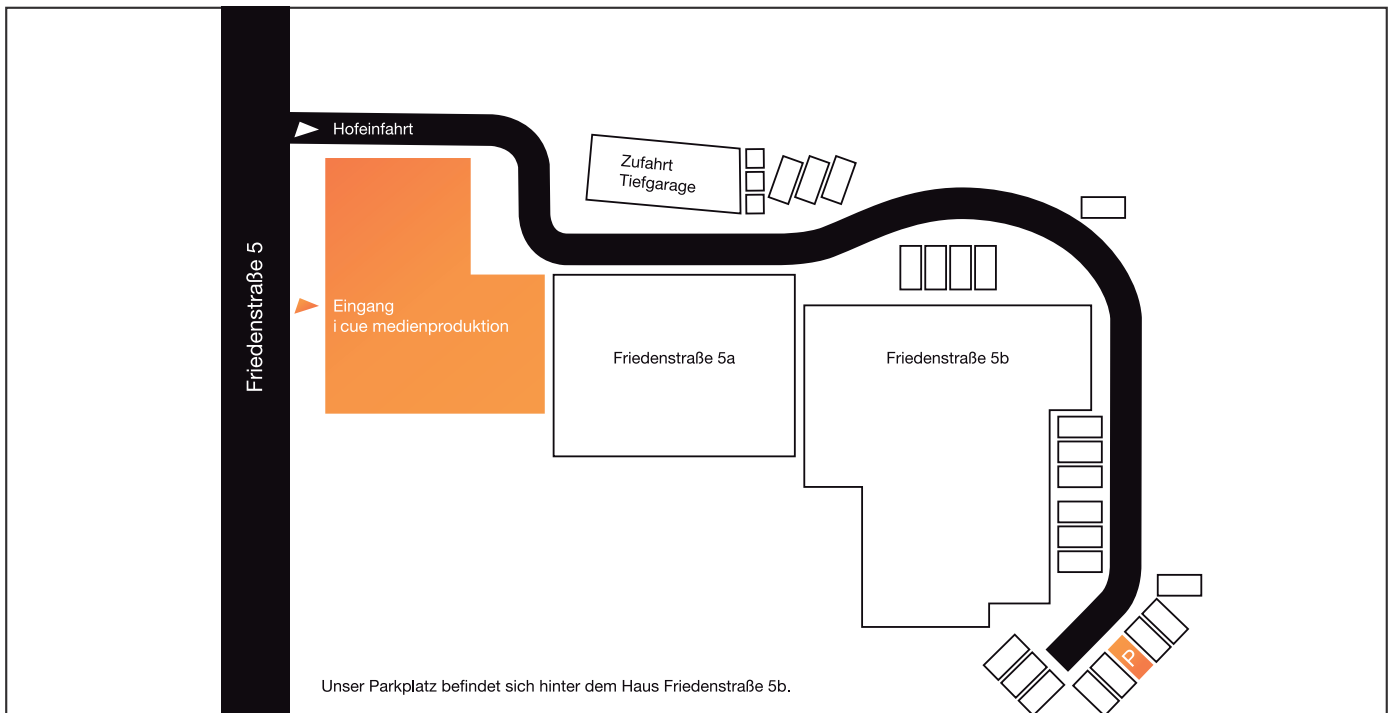 Hofeinfahrt
Zufahrt
Tiefgarage
Friedenstraße 5
Eingang
i cue medienproduktion
Friedenstraße 5a
Friedenstraße 5b
P
Unser Parkplatz befindet sich hinter dem Haus Friedenstraße 5b.